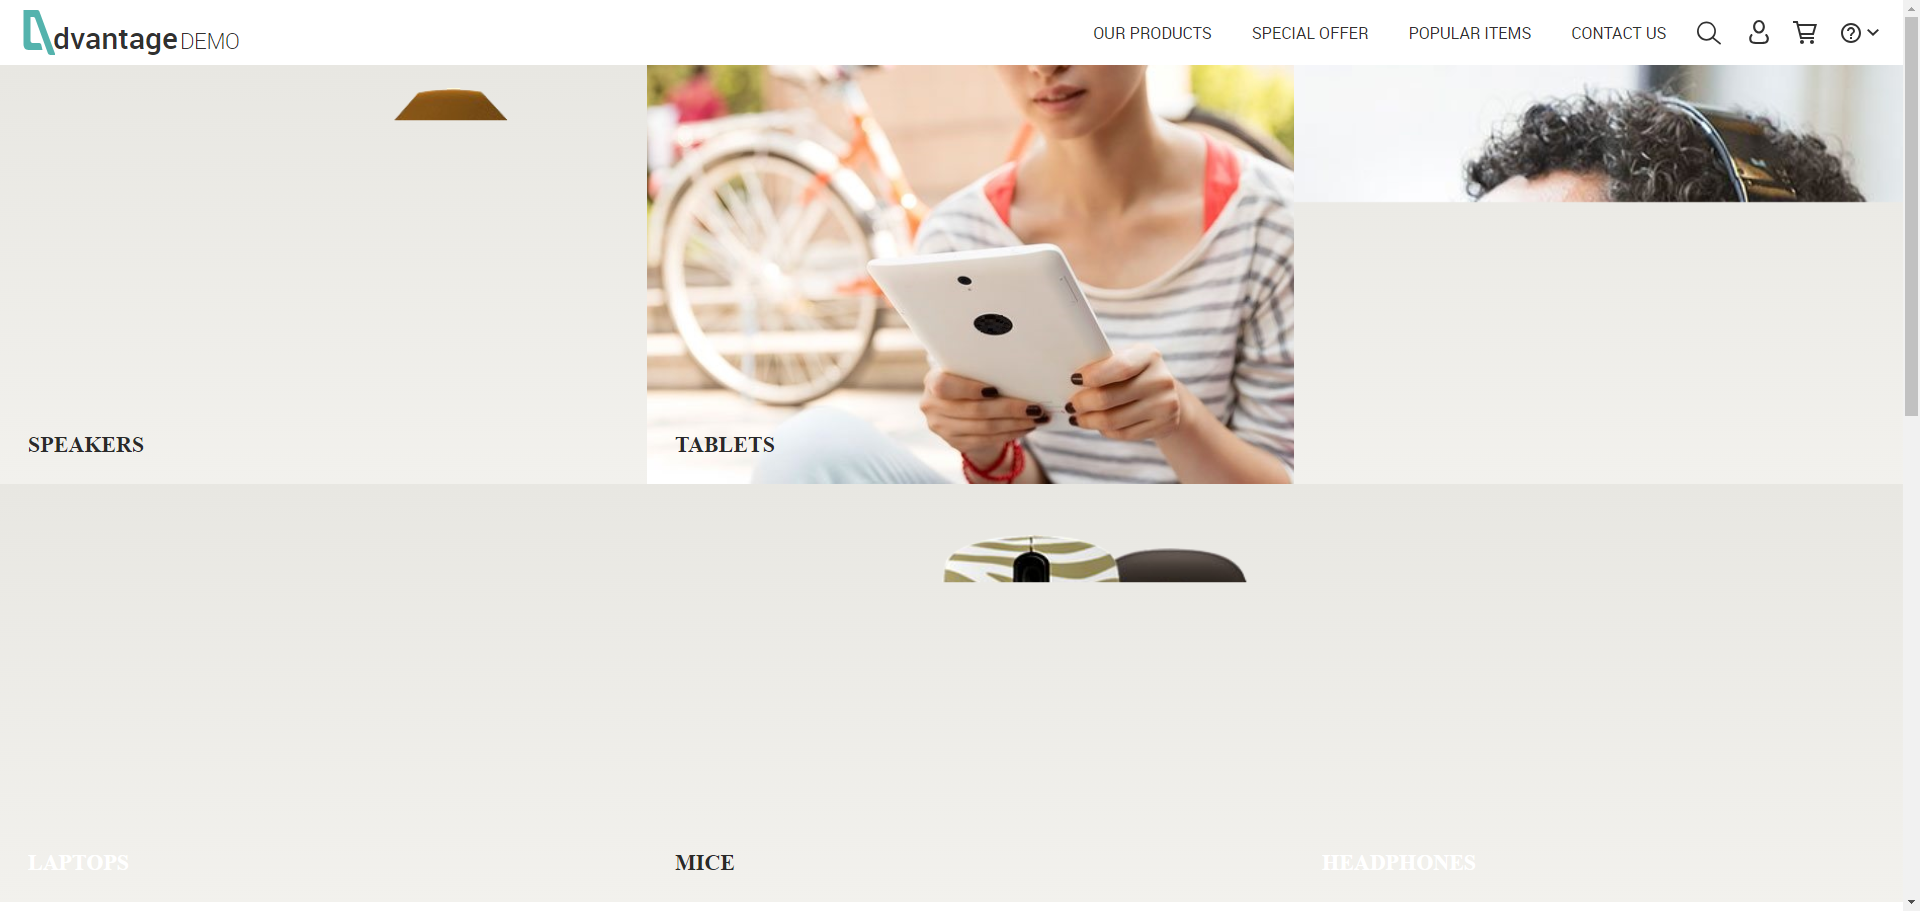 dvantage DEMO
OUR PRODUCTS
SPECIAL OFFER
POPULAR ITEMS
CONTACT US
SPEAKERS
TABLETS
LAPTOPS
MICE
HEADPHONES